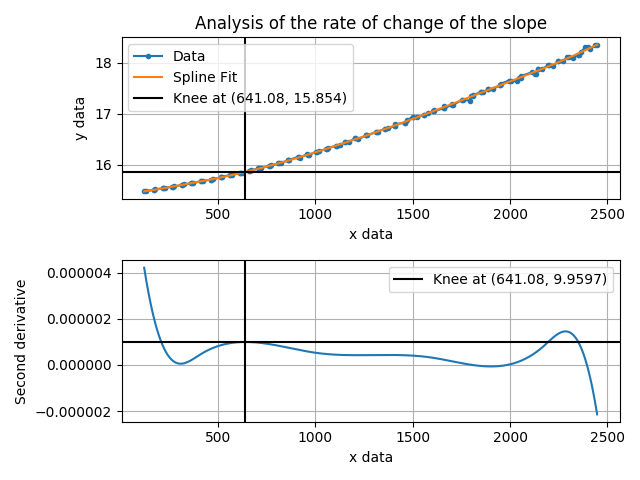 Analysis of the rate of change of the slope
Data
Spline Fit
Knee at (641.08, 15.854)
18
17
16
y data
500
1000
1500
2000
2500
x data
Knee at (641.08, 9.9597)
0.000004
0.000002
0.000000
−0.000002
Second derivative
500
1000
1500
2000
2500
x data